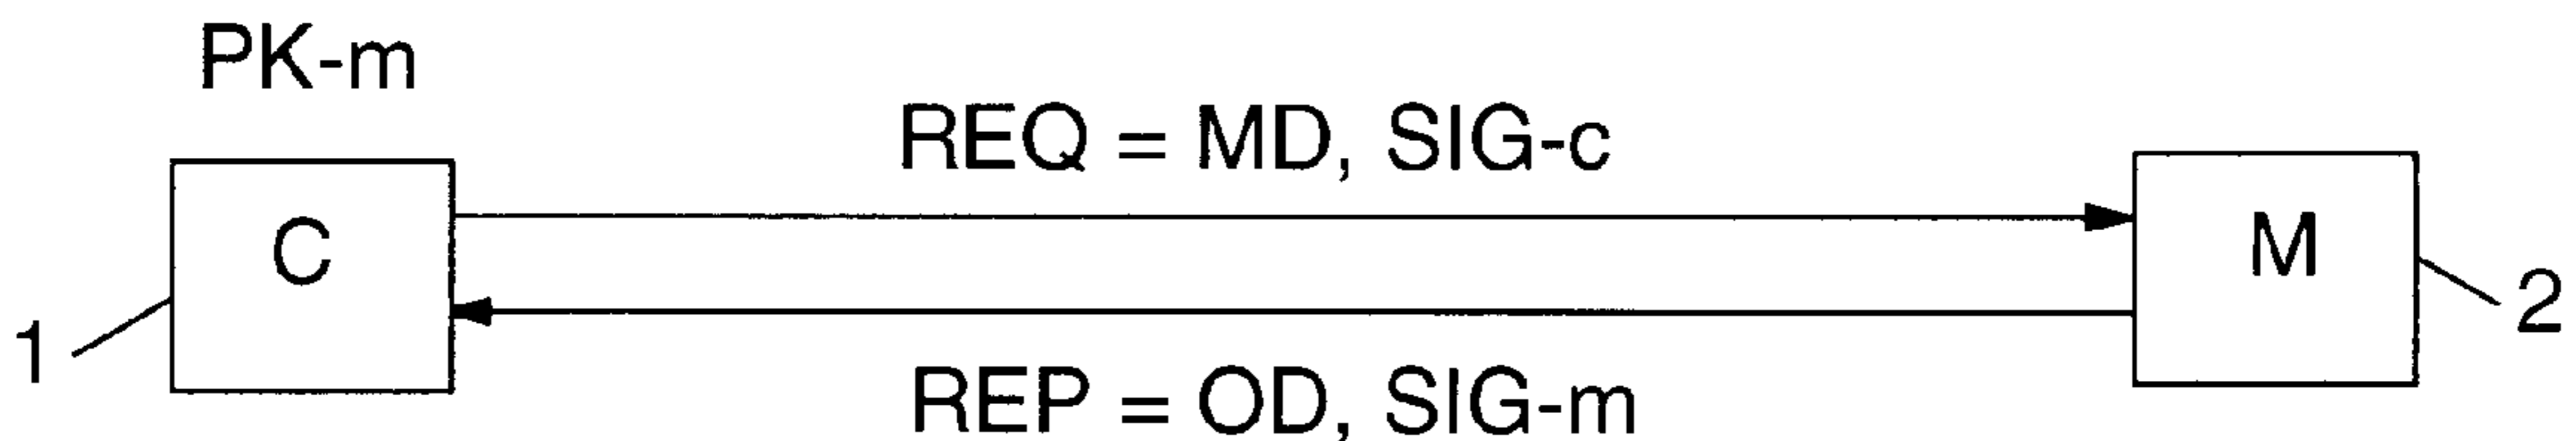 PK-m
REQ = MD, SIG-c
C
M
1
2
REP = OD, SIG-m